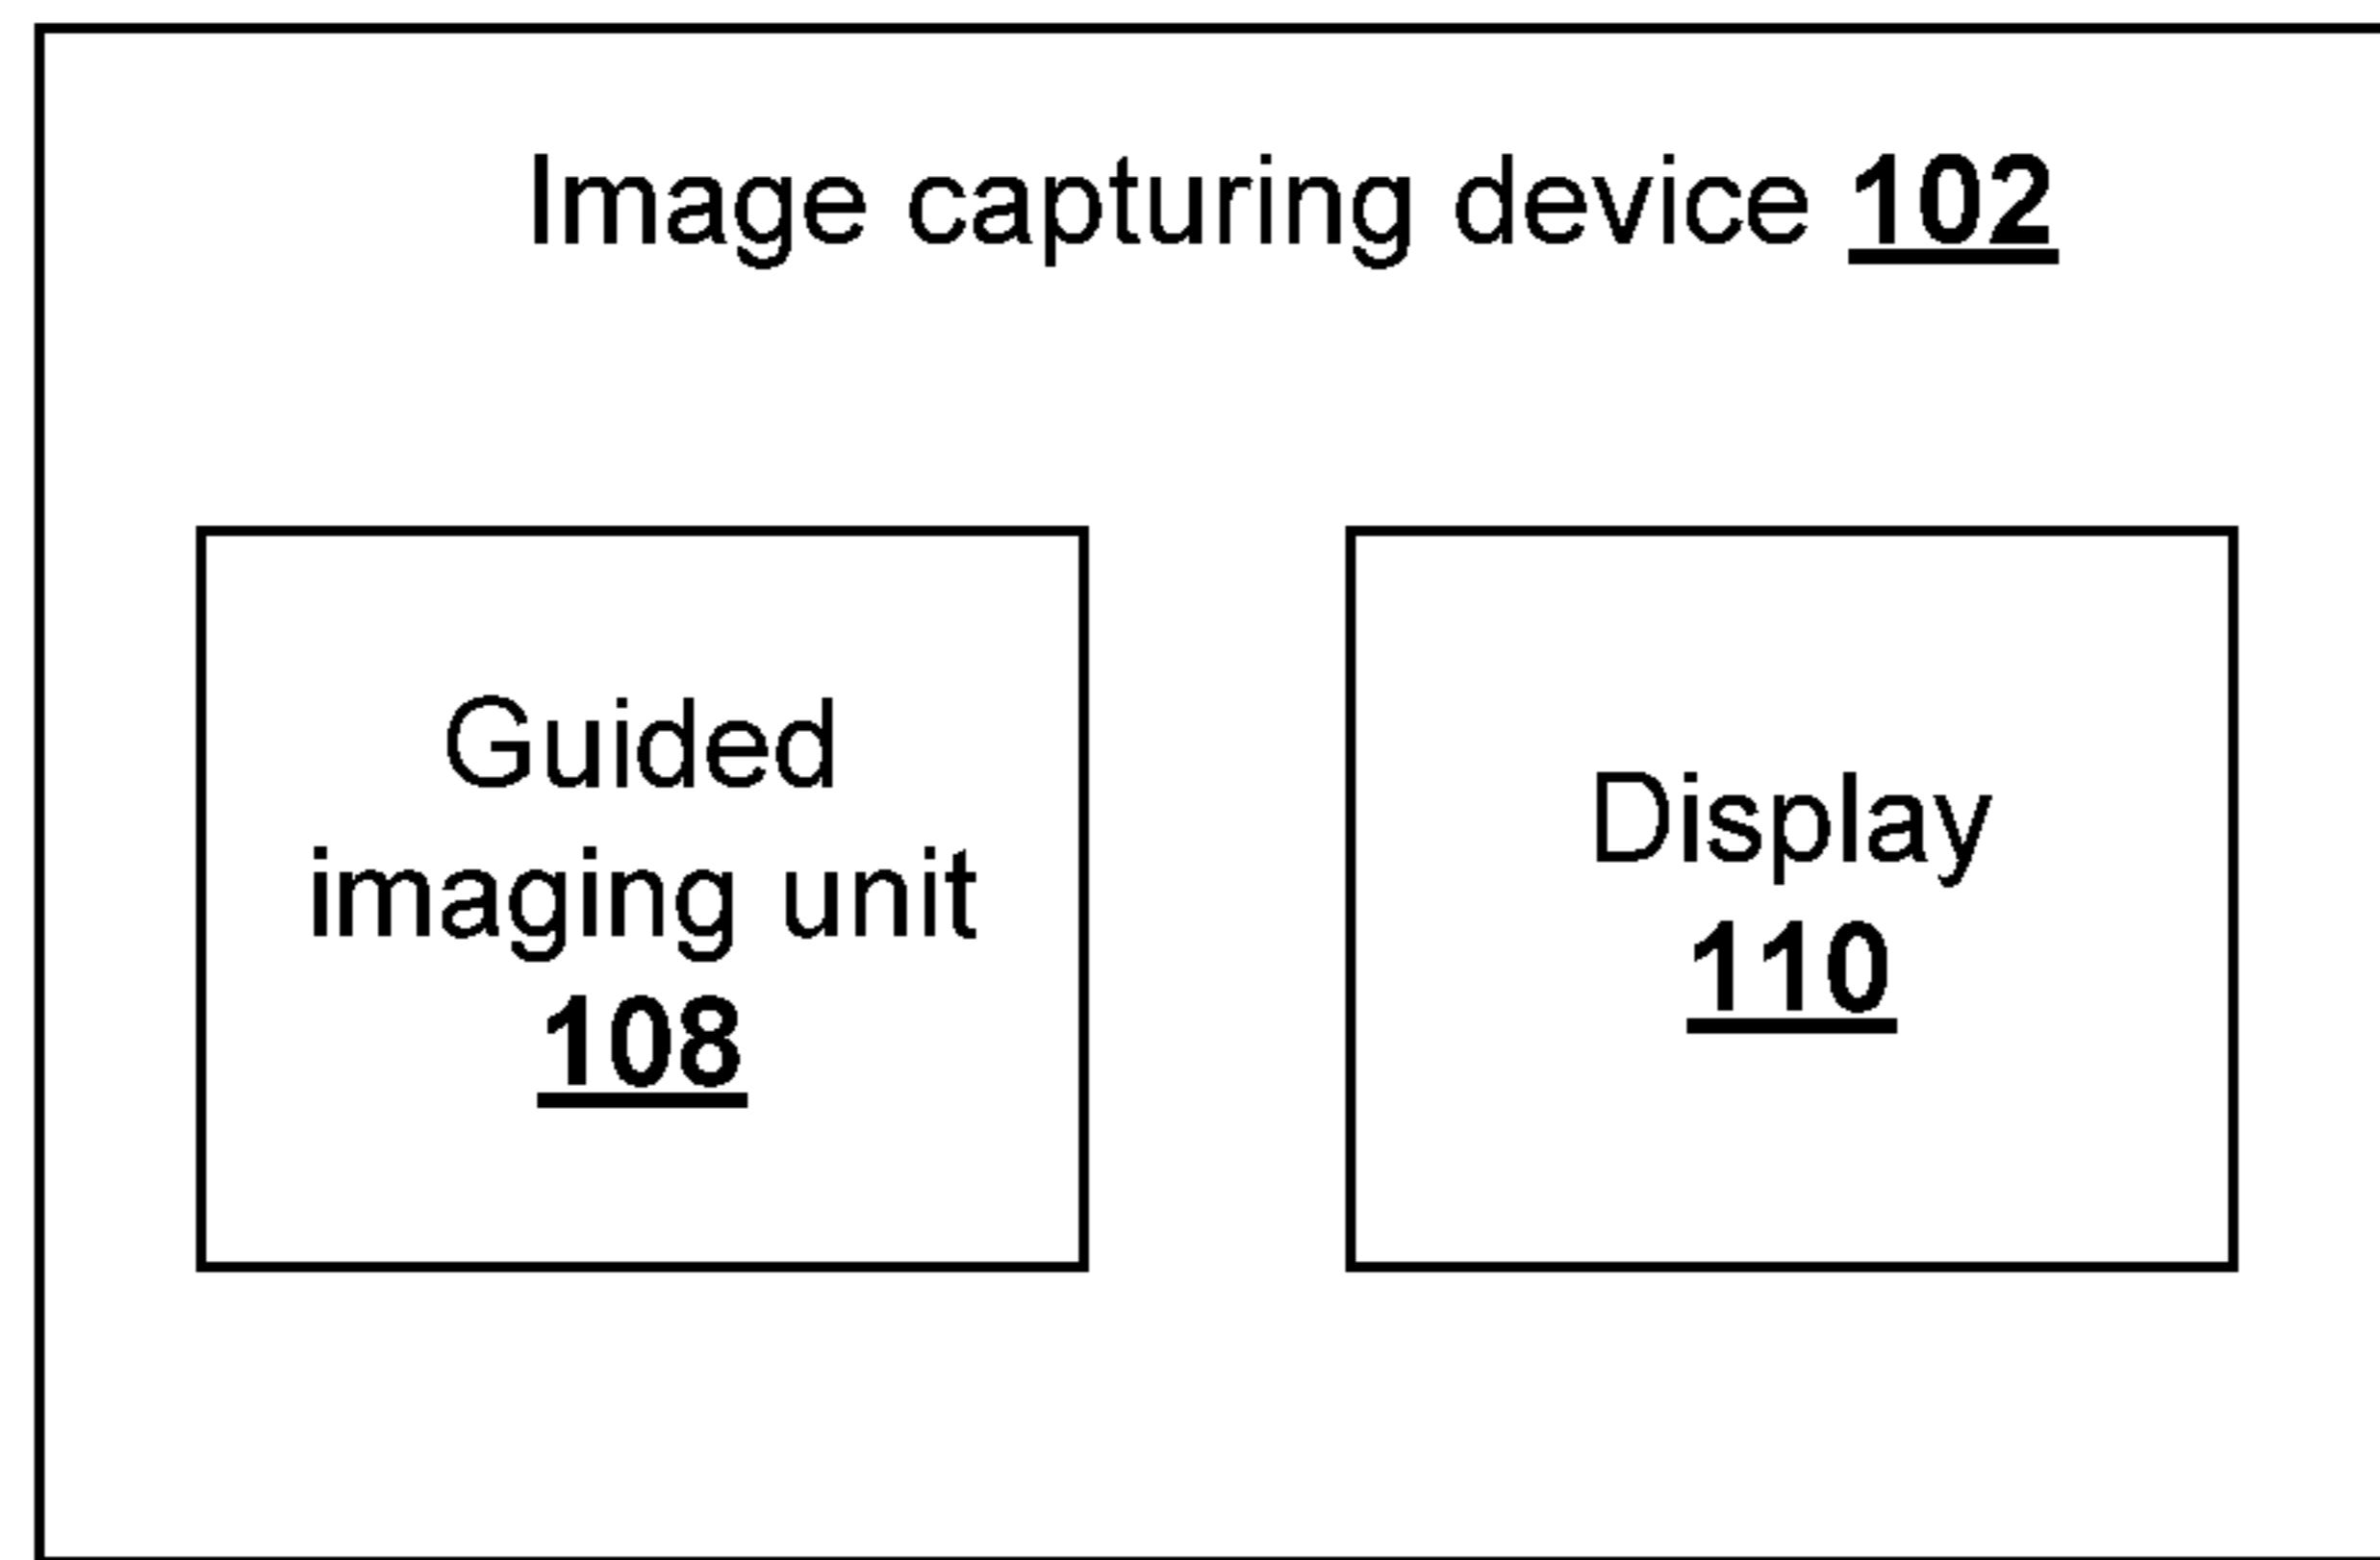 Image capturing device 102
Guided
imaging unit
108
Display
110